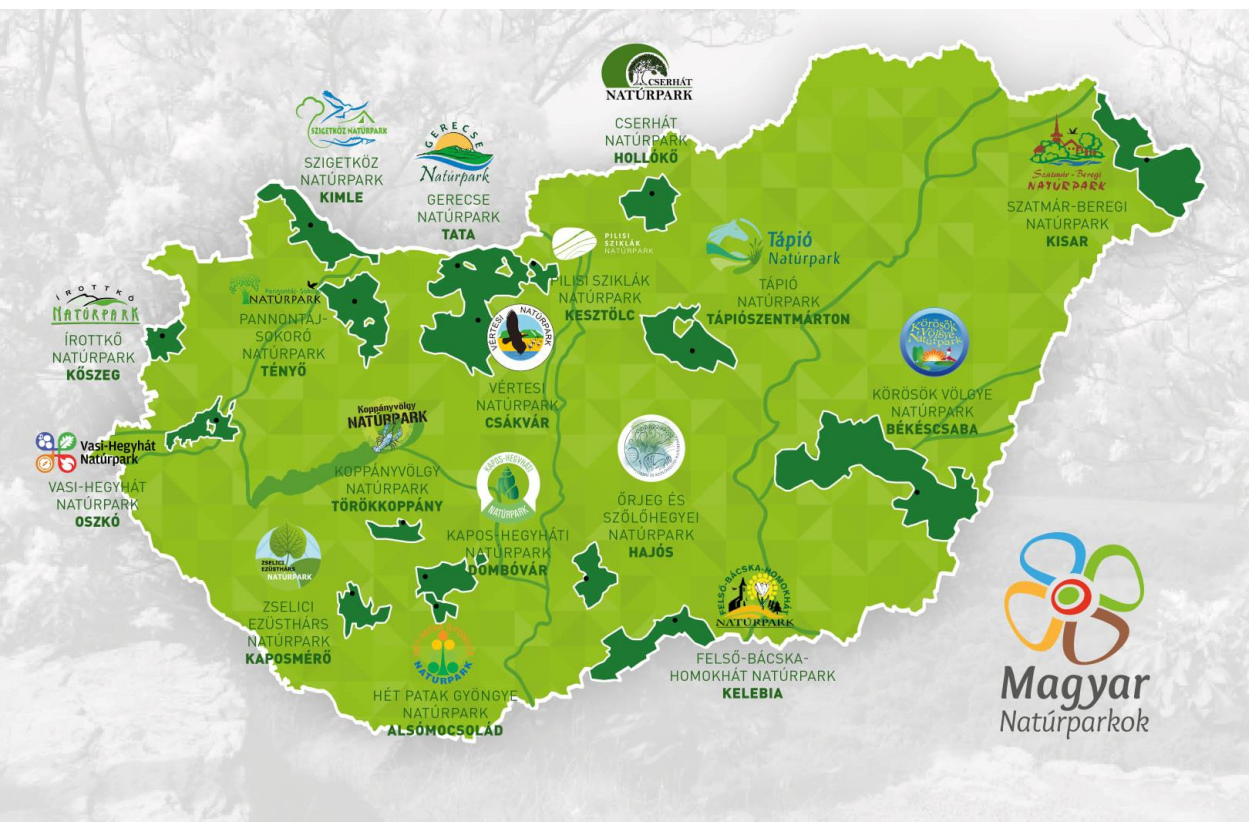 CSERHÁT
NATÚRPARK
CSERHÁT
NATÚRPARK
HOLLÓKŐ
SZIGETKÖZ NATÚRPARK
SZIGETKÖZ
NATÚRPARK
KIMLE
GERECSE
Natúrpark
GERECSE
NATÚRPARK
TATA
Szatmár - Beregi
NATÚRPARK
SZATMÁR-BEREGI
NATÚRPARK
KISAR
PILISI
SZIKLÁK
NATÚRPARK
PILISI SZIKLÁK
NATÚRPARK
KESZTÖLC
Tápió
Natúrpark
TÁPIÓ
NATÚRPARK
TÁPIÓSZENTMÁRTON
ÍROTTKŐ
NATÚRPARK
ÍROTTKŐ
NATÚRPARK
KŐSZEG
NATÚRPARK
PANNONTÁJ-
SOKORÓ
NATÚRPARK
TÉNYŐ
VÉRTESI
NATÚRPARK
VÉRTESI
NATÚRPARK
CSÁKVÁR
Körösök
Völgye
Natúrpark
KÖRÖSÖK VÖLGYE
NATÚRPARK
BÉKÉSCSABA
Vasi-Hegyhát
Natúrpark
VASI-HEGYHÁT
NATÚRPARK
OSZKÓ
Koppányvölgy
NATÚRPARK
KOPPÁNYVÖLGY
NATÚRPARK
TÖRÖKKOPPÁNY
KAPOS-HEGYHÁTI
NATÚRPARK
KAPOS-HEGYHÁTI
NATÚRPARK
DOMBÓVÁR
ŐRJEG ÉS
SZŐLŐHEGYEI
NATÚRPARK
HAJÓS
ZSELICI
EZÜSTHÁRS
NATÚRPARK
ZSELICI
EZÜSTHÁRS
NATÚRPARK
KAPOSMÉRŐ
NATÚRPARK
HÉT PATAK GYÖNGYE
NATÚRPARK
ALSÓMOCSOLÁD
FELSŐ-BÁCSKA-HOMOKHÁT
NATÚRPARK
FELSŐ-BÁCSKA-
HOMOKHÁT NATÚRPARK
KELEBIA
Magyar
Natúrparkok